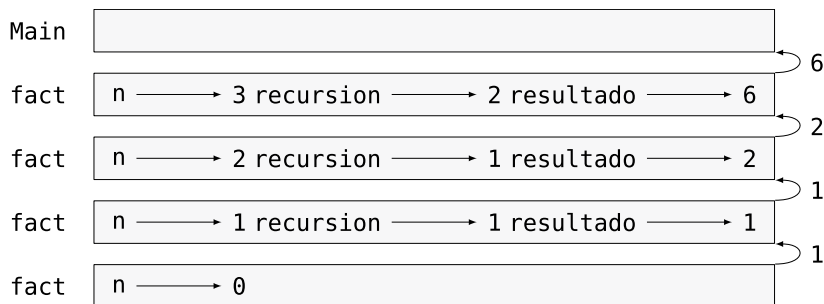 Main
6
fact n 3 recursion 2 resultado 6
2
fact n 2 recursion 1 resultado 2
1
fact n 1 recursion 1 resultado 1
1
fact n 0